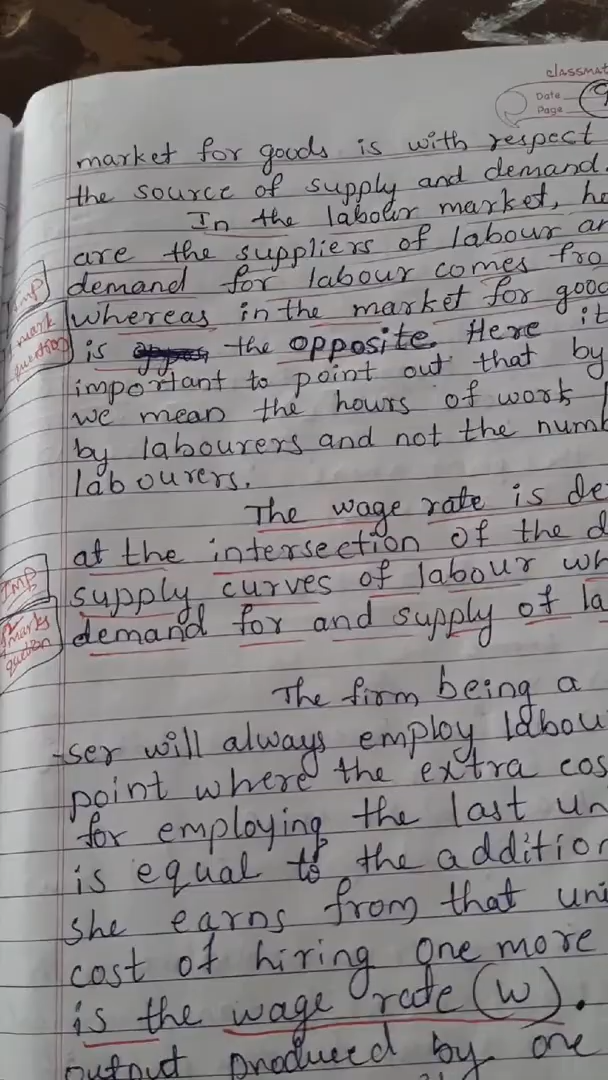 classmat
Date
Page
market for goods is with respect
the source of supply and demand.
In the labour market, ho
are the suppliers of labour an
demand for labour comes fro
Imp
whereas in the market for good
mark
question
is the opposite. Here it
important to point out that by
we mean the hours of work
by labourers and not the numb
labourers.
The wage rate is de
at the intersection of the d
Imp
supply curves of labour wh
marks
question
demand for and supply of la
The firm being a
-ser will always employ labou
point where the extra cos
for employing the last un
is equal to the addition
she earns from that uni
cost of hiring one more
is the wage rate (W).
output produced by one